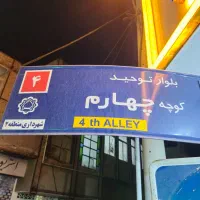 بلوار توحید
کوچه چهارم
4 th ALLEY
۴
شهرداری منطقه ۲